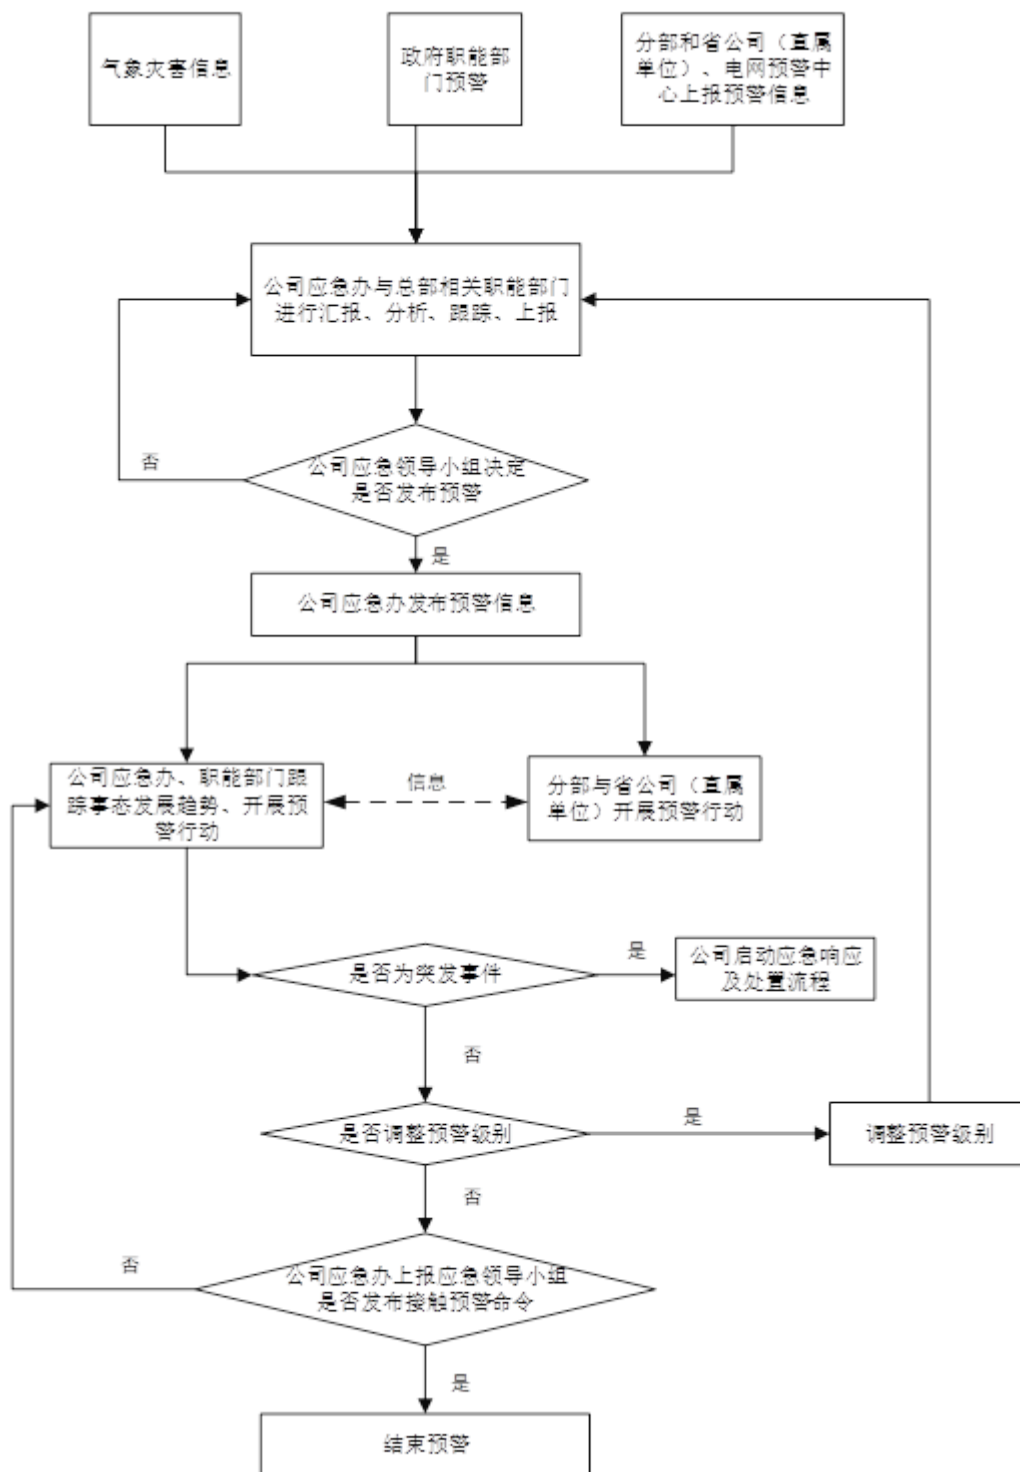 气象灾害信息
政府职能部
门预警
分部和省公司（直属
单位）、电网预警中
心上报预警信息
公司应急办与总部相关职能部门
进行汇报、分析、跟踪、上报
否
公司应急领导小组决定
是否发布预警
是
公司应急办发布预警信息
公司应急办、职能部门跟
踪事态发展趋势、开展预
警行动
信息
分部与省公司（直属
单位）开展预警行动
是否为突发事件
是
公司启动应急响应
及处置流程
否
是否调整预警级别
是
调整预警级别
否
否
公司应急办上报应急领导小组
是否发布接触预警命令
是
结束预警